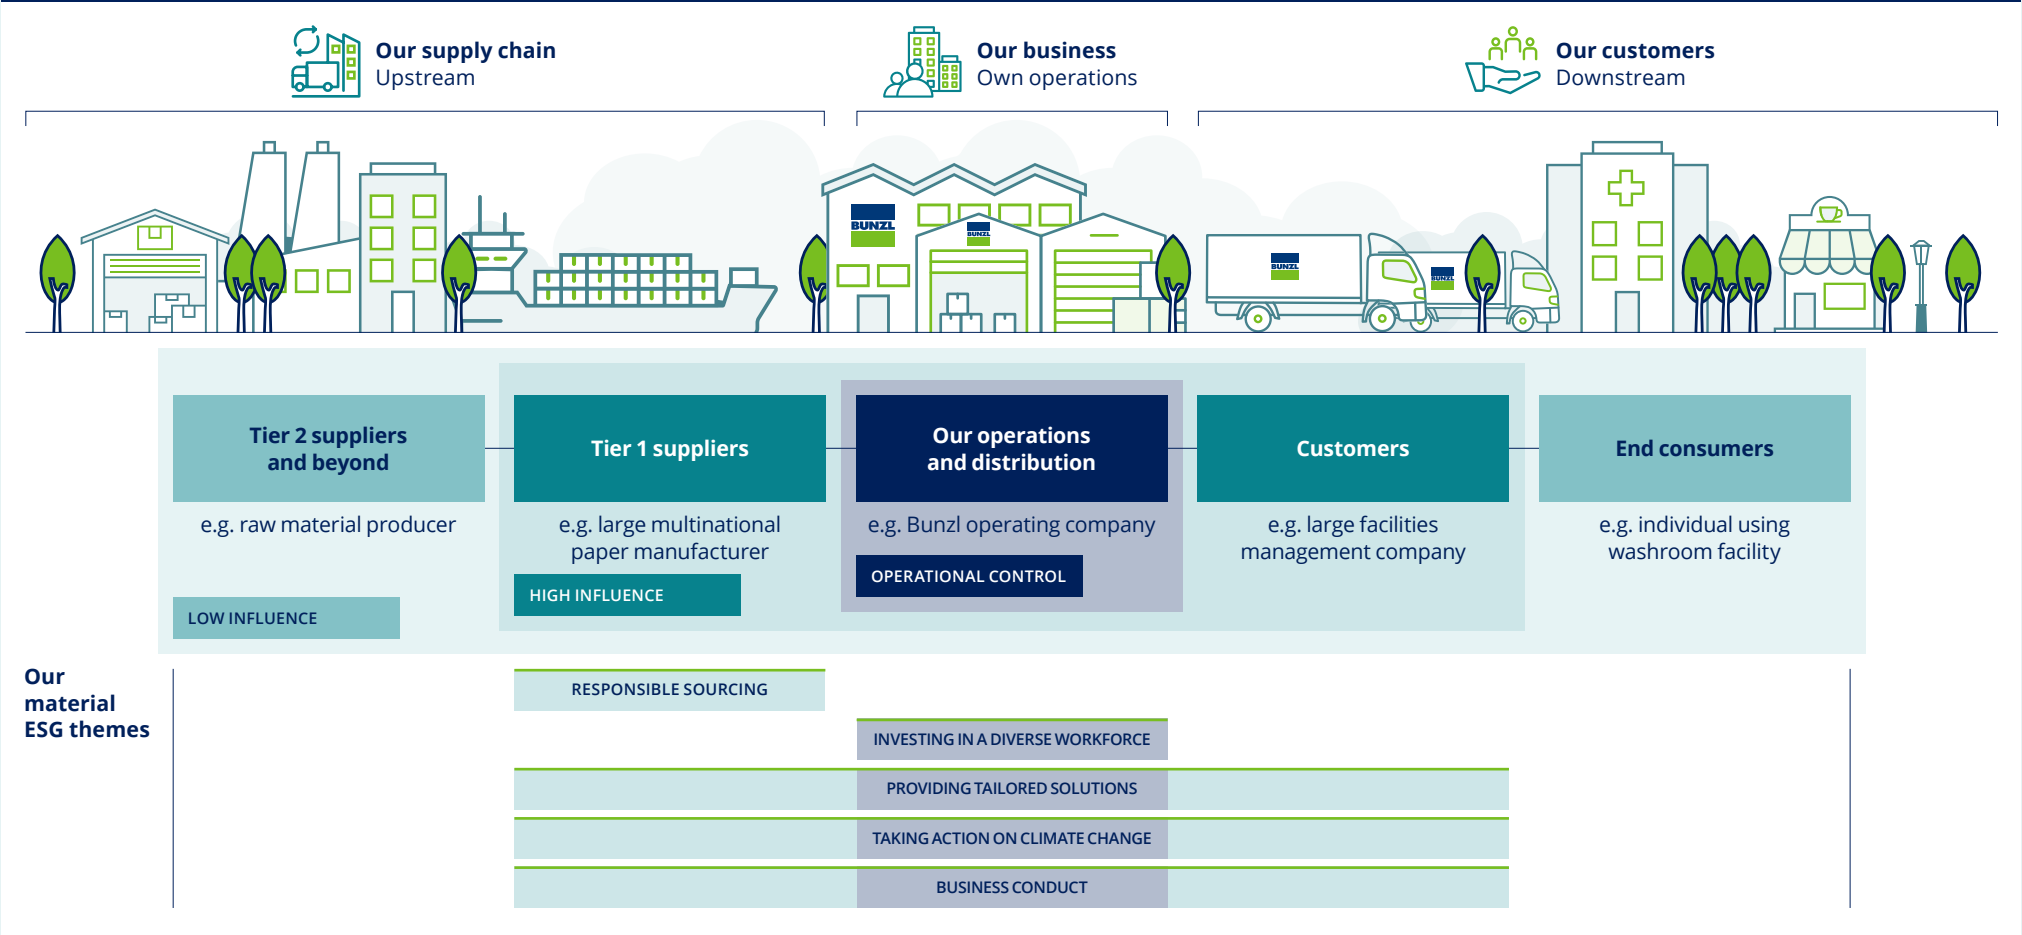 Our supply chain
Upstream
Our business
Own operations
Our customers
Downstream
BUNZL
BUNZL
BUNZL
BUNZL
Tier 2 suppliers
and beyond
e.g. raw material producer
LOW INFLUENCE
Tier 1 suppliers
e.g. large multinational
paper manufacturer
HIGH INFLUENCE
Our operations
and distribution
e.g. Bunzl operating company
OPERATIONAL CONTROL
Customers
e.g. large facilities
management company
End consumers
e.g. individual using
washroom facility
Our
material
ESG themes
RESPONSIBLE SOURCING
INVESTING IN A DIVERSE WORKFORCE
PROVIDING TAILORED SOLUTIONS
TAKING ACTION ON CLIMATE CHANGE
BUSINESS CONDUCT